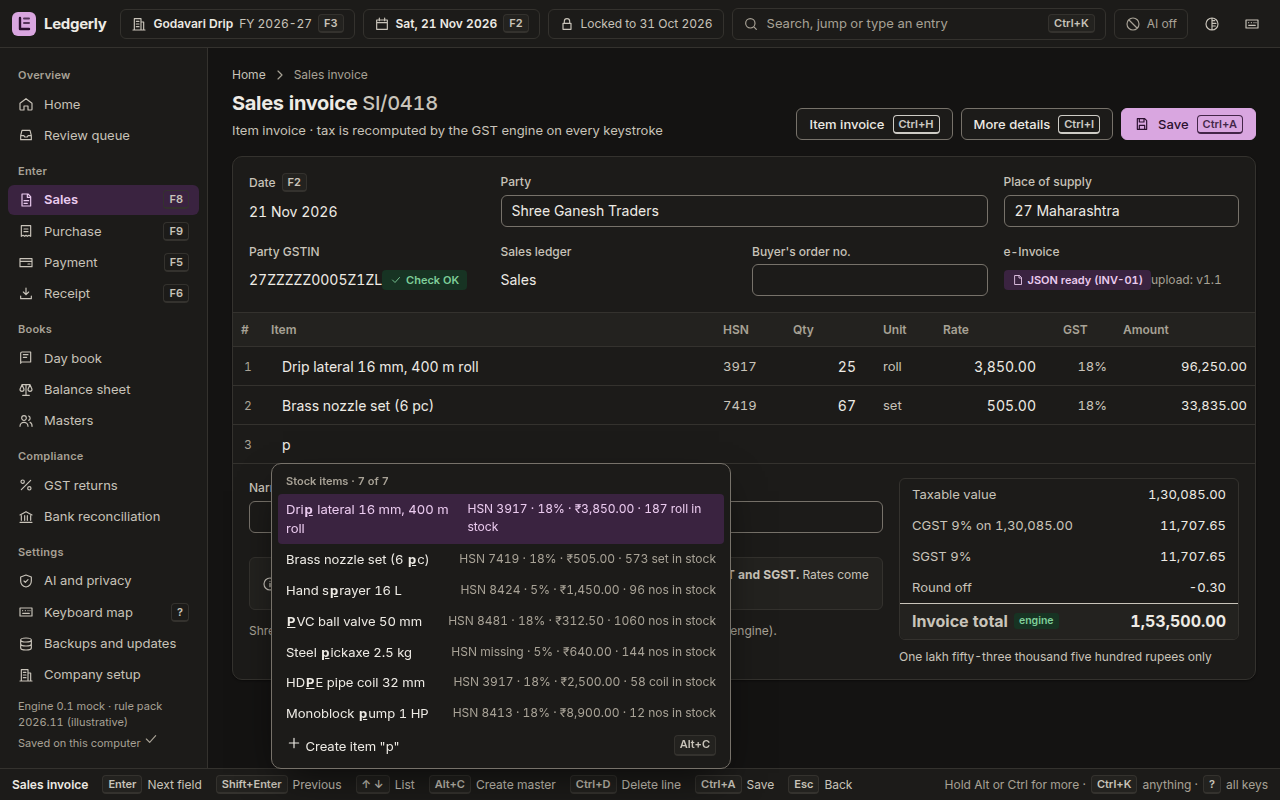 Ledgerly
Godavari Drip FY 2026-27 F3
Sat, 21 Nov 2026 F2
Locked to 31 Oct 2026
Search, jump or type an entry Ctrl+K
AI off
Overview
Home
Review queue
Enter
Sales F8
Purchase F9
Payment F5
Receipt F6
Books
Day book
Balance sheet
Masters
Compliance
GST returns
Bank reconciliation
Settings
AI and privacy
Keyboard map ?
Backups and updates
Company setup
Engine 0.1 mock · rule pack
2026.11 (illustrative)
Saved on this computer
Home > Sales invoice
Sales invoice SI/0418
Item invoice · tax is recomputed by the GST engine on every keystroke
Item invoice Ctrl+H
More details Ctrl+I
Save Ctrl+A
Date F2
21 Nov 2026
Party
Shree Ganesh Traders
Place of supply
27 Maharashtra
Party GSTIN
27ZZZZZ0005Z1ZL Check OK
Sales ledger
Sales
Buyer's order no.
e-Invoice
JSON ready (INV-01) upload: v1.1
# Item HSN Qty Unit Rate GST Amount
1 Drip lateral 16 mm, 400 m roll 3917 25 roll 3,850.00 18% 96,250.00
2 Brass nozzle set (6 pc) 7419 67 set 505.00 18% 33,835.00
3 p
Stock items · 7 of 7
Drip lateral 16 mm, 400 m roll HSN 3917 · 18% · ₹3,850.00 · 187 roll in stock
Brass nozzle set (6 pc) HSN 7419 · 18% · ₹505.00 · 573 set in stock
Hand sprayer 16 L HSN 8424 · 5% · ₹1,450.00 · 96 nos in stock
PVC ball valve 50 mm HSN 8481 · 18% · ₹312.50 · 1060 nos in stock
Steel pickaxe 2.5 kg HSN missing · 5% · ₹640.00 · 144 nos in stock
HDPE pipe coil 32 mm HSN 3917 · 18% · ₹2,500.00 · 58 coil in stock
Monoblock pump 1 HP HSN 8413 · 18% · ₹8,900.00 · 12 nos in stock
+ Create item "p" Alt+C
and SGST. Rates come
engine).
Taxable value 1,30,085.00
CGST 9% on 1,30,085.00 11,707.65
SGST 9% 11,707.65
Round off -0.30
Invoice total engine 1,53,500.00
One lakh fifty-three thousand five hundred rupees only
Sales invoice Enter Next field Shift+Enter Previous ↑↓ List Alt+C Create master Ctrl+D Delete line Ctrl+A Save Esc Back
Hold Alt or Ctrl for more · Ctrl+K anything · ? all keys